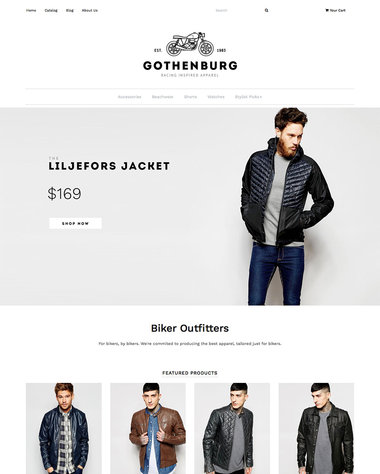 Home Catalog Blog About Us Search Your Cart
EST. 1983
GOTHENBURG
RACING INSPIRED APPAREL
Accessories Beachwear Shorts Watches Stylist Picks
THE
LILJEFORS JACKET
$169
SHOP NOW
Biker Outfitters
For bikers, by bikers. We're commited to producing the best apparel, tailored just for bikers.
FEATURED PRODUCTS